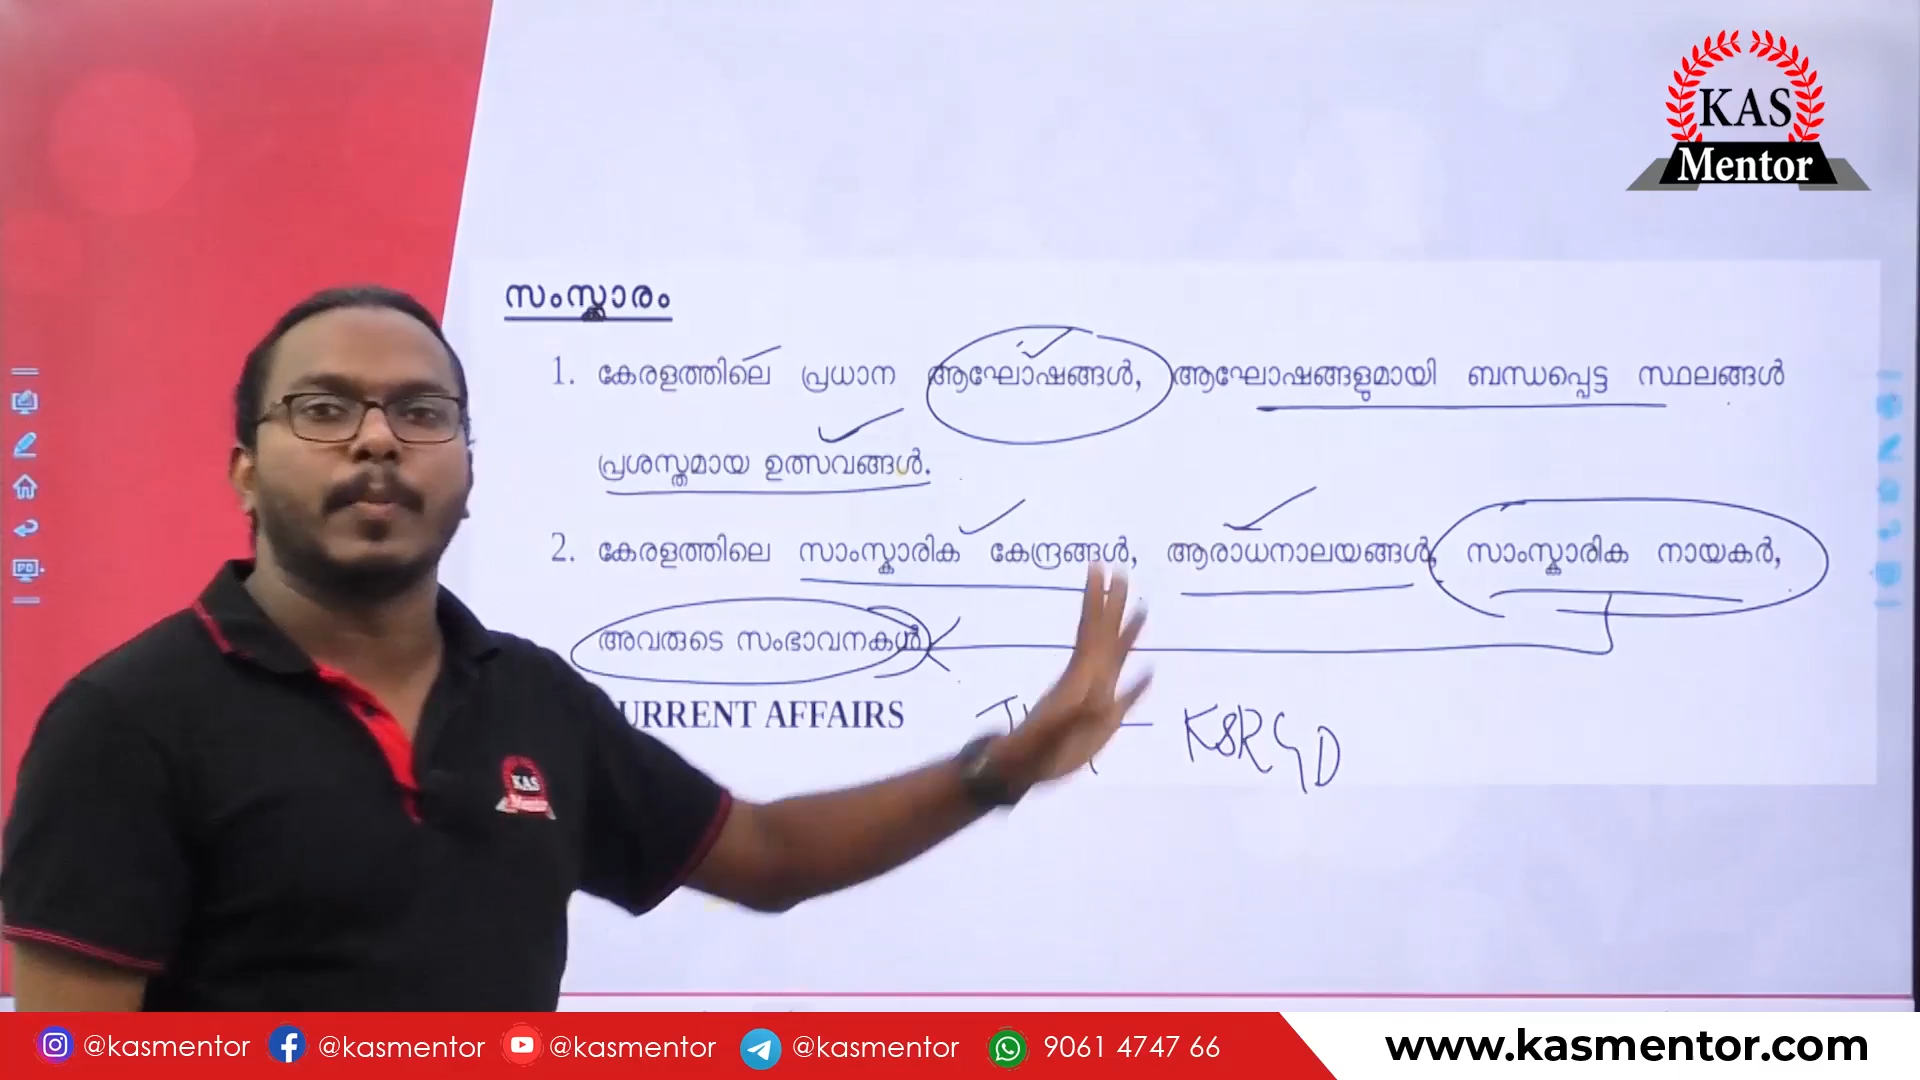 KAS
Mentor
സംസ്കാരം
1. കേരളത്തിലെ പ്രധാന ആഘോഷങ്ങൾ, ആഘോഷങ്ങളുമായി ബന്ധപ്പെട്ട സ്ഥലങ്ങൾ
പ്രശസ്തമായ ഉത്സവങ്ങൾ.
2. കേരളത്തിലെ സാംസ്കാരിക കേന്ദ്രങ്ങൾ, ആരാധനാലയങ്ങൾ, സാംസ്കാരിക നായകർ,
അവരുടെ സംഭാവനകൾ
URRENT AFFAIRS
KAS
Mentor
@kasmentor @kasmentor @kasmentor @kasmentor 9061 4747 66
www.kasmentor.com